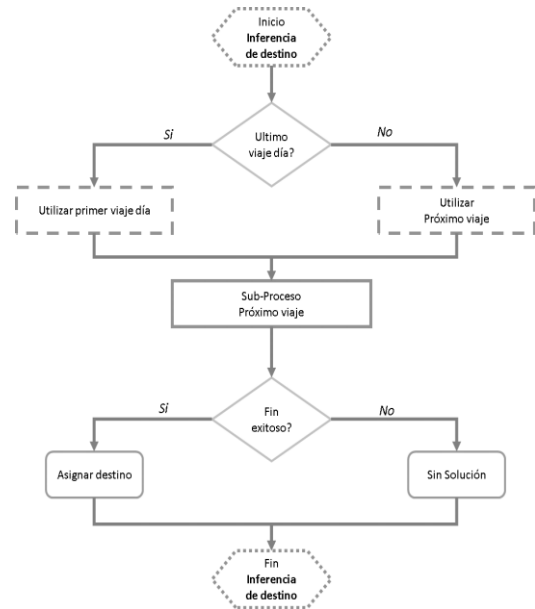 Inicio
Inferencia
de destino
Si
Ultimo
viaje día?
No
Utilizar primer viaje día
Utilizar
Próximo viaje
Sub-Proceso
Próximo viaje
Si
Fin
exitoso?
No
Asignar destino
Sin Solución
Fin
Inferencia
de destino